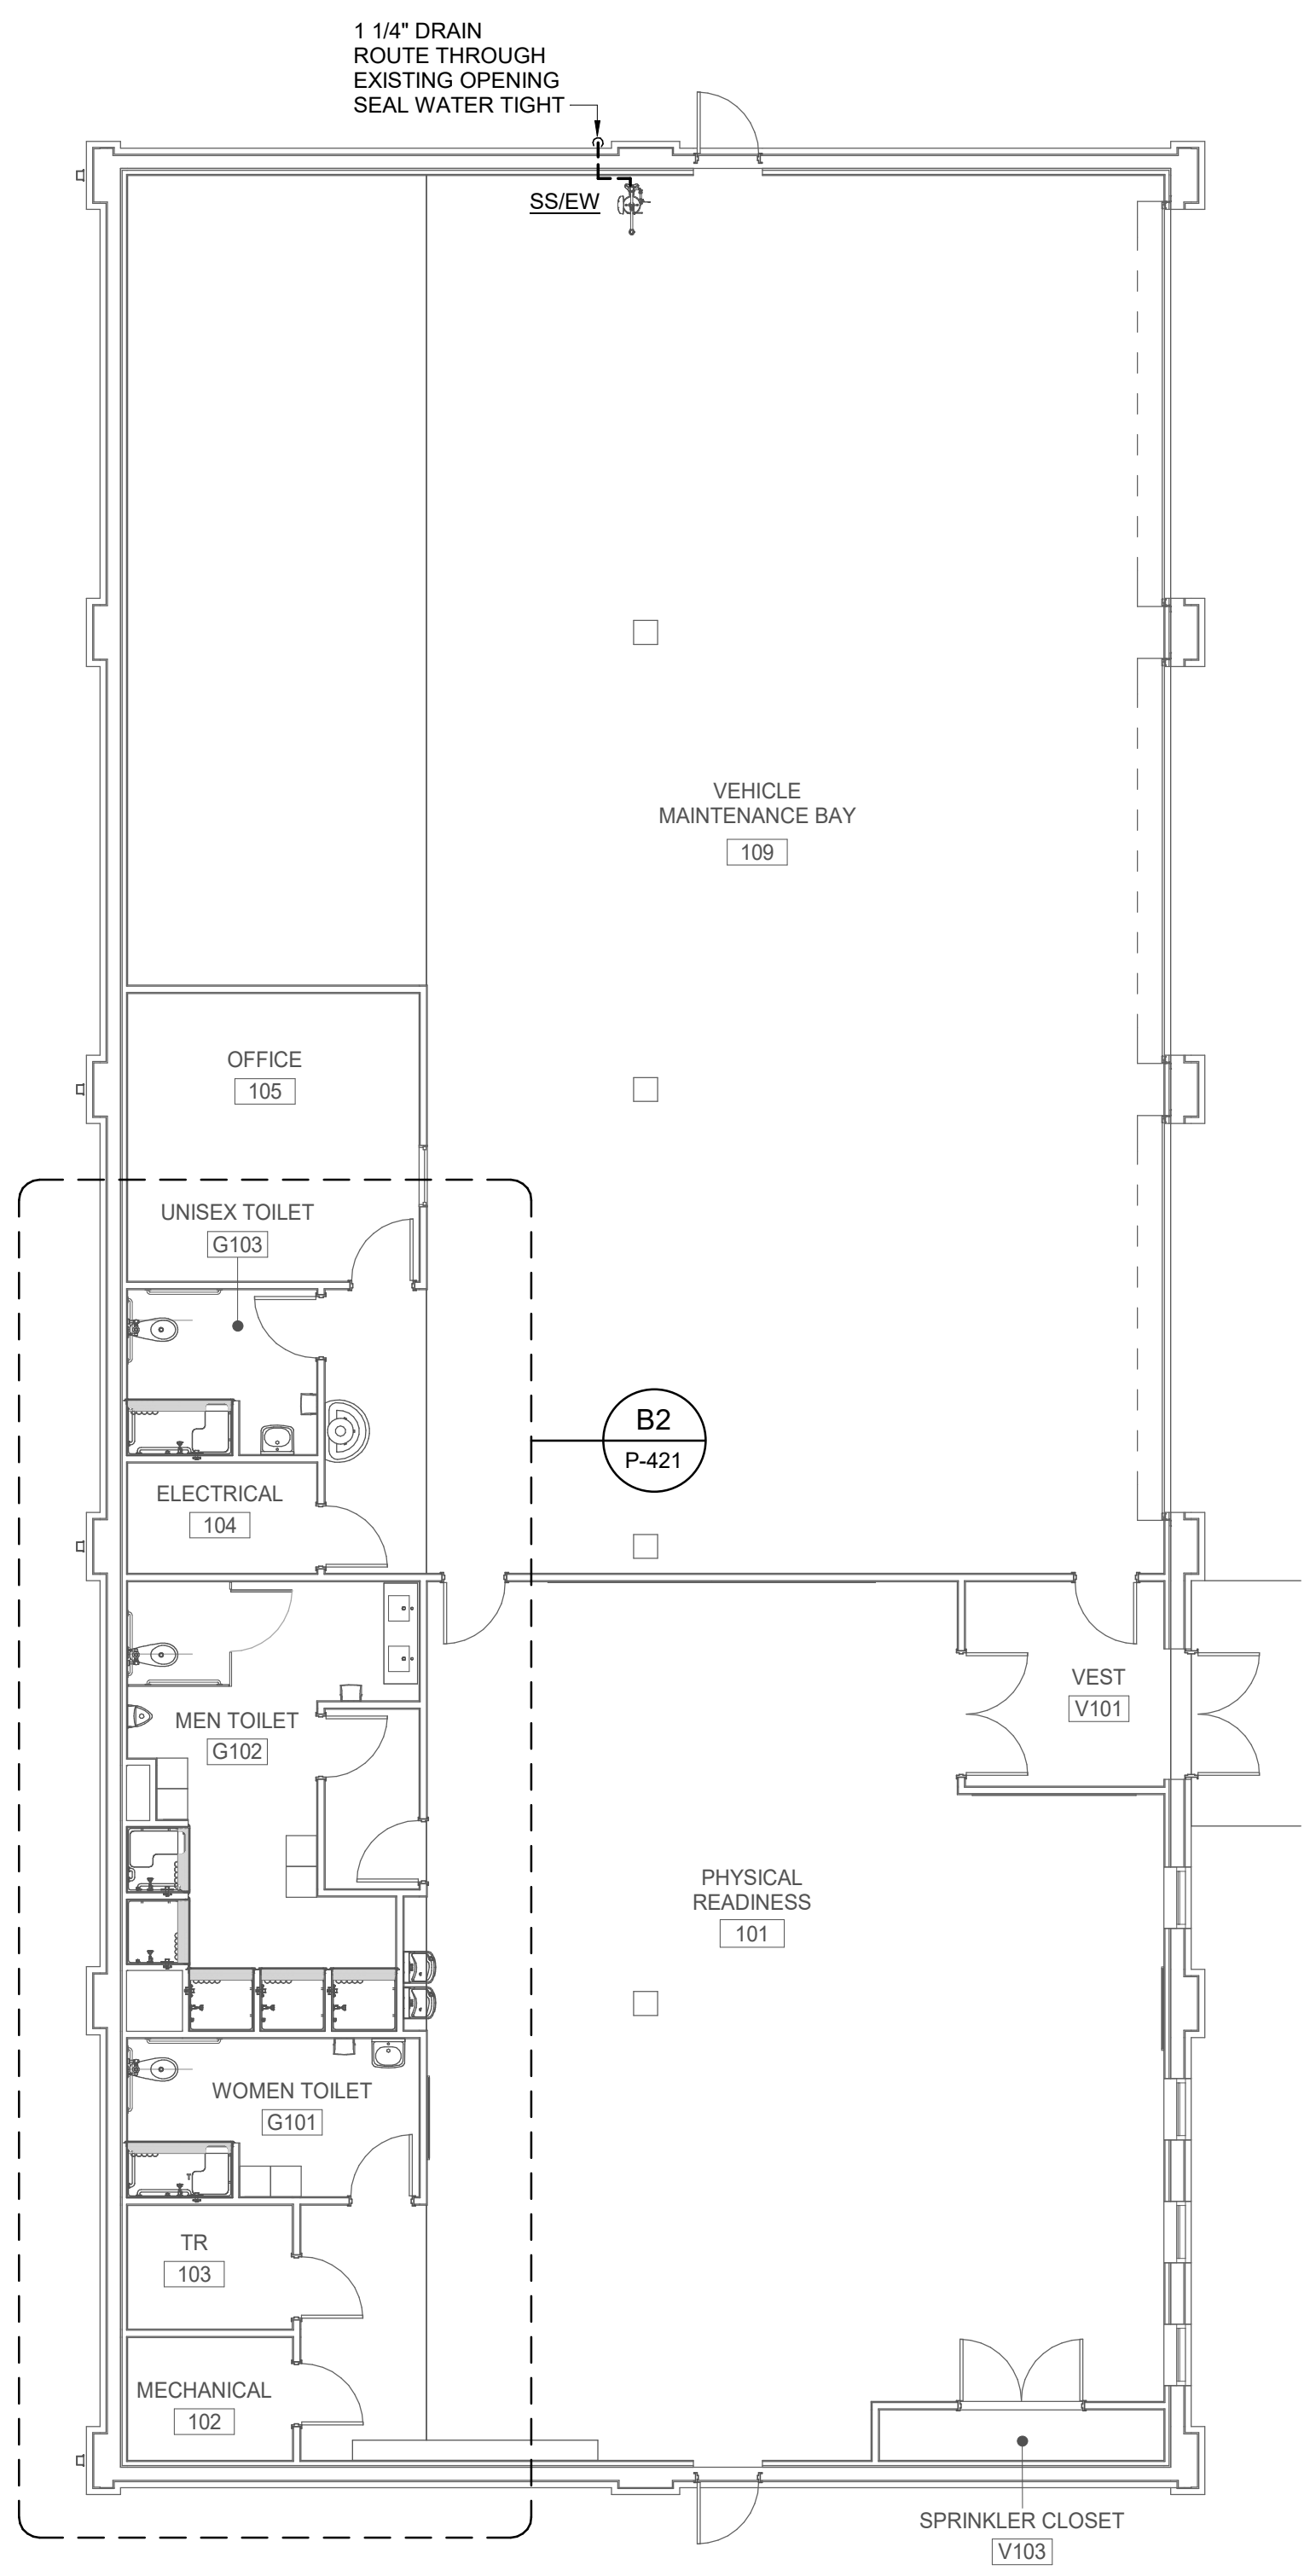 1 1/4" DRAIN
ROUTE THROUGH
EXISTING OPENING
SEAL WATER TIGHT
SS/EW
VEHICLE
MAINTENANCE BAY
109
OFFICE
105
UNISEX TOILET
G103
B2
P-421
ELECTRICAL
104
VEST
V101
MEN TOILET
G102
PHYSICAL
READINESS
101
WOMEN TOILET
G101
TR
103
MECHANICAL
102
SPRINKLER CLOSET
V103